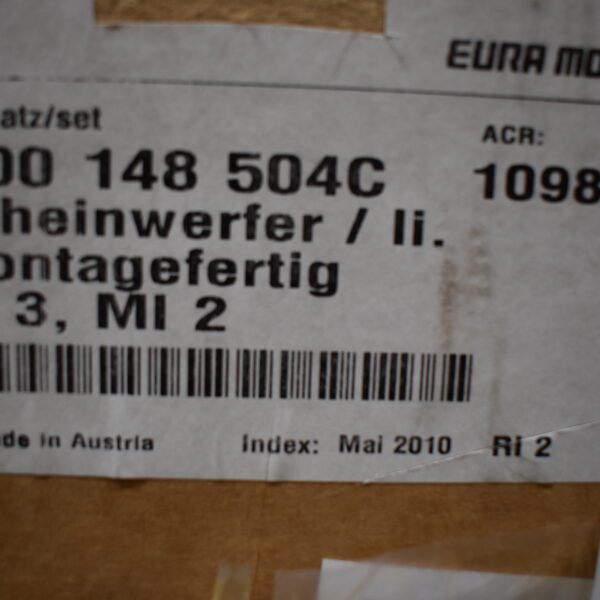 EURA MO
atz/set
ACR:
00 148 504C
1098
heinwerfer / li.
ontagefertig
3, MI 2
de in Austria
Index: Mai 2010
Ri 2